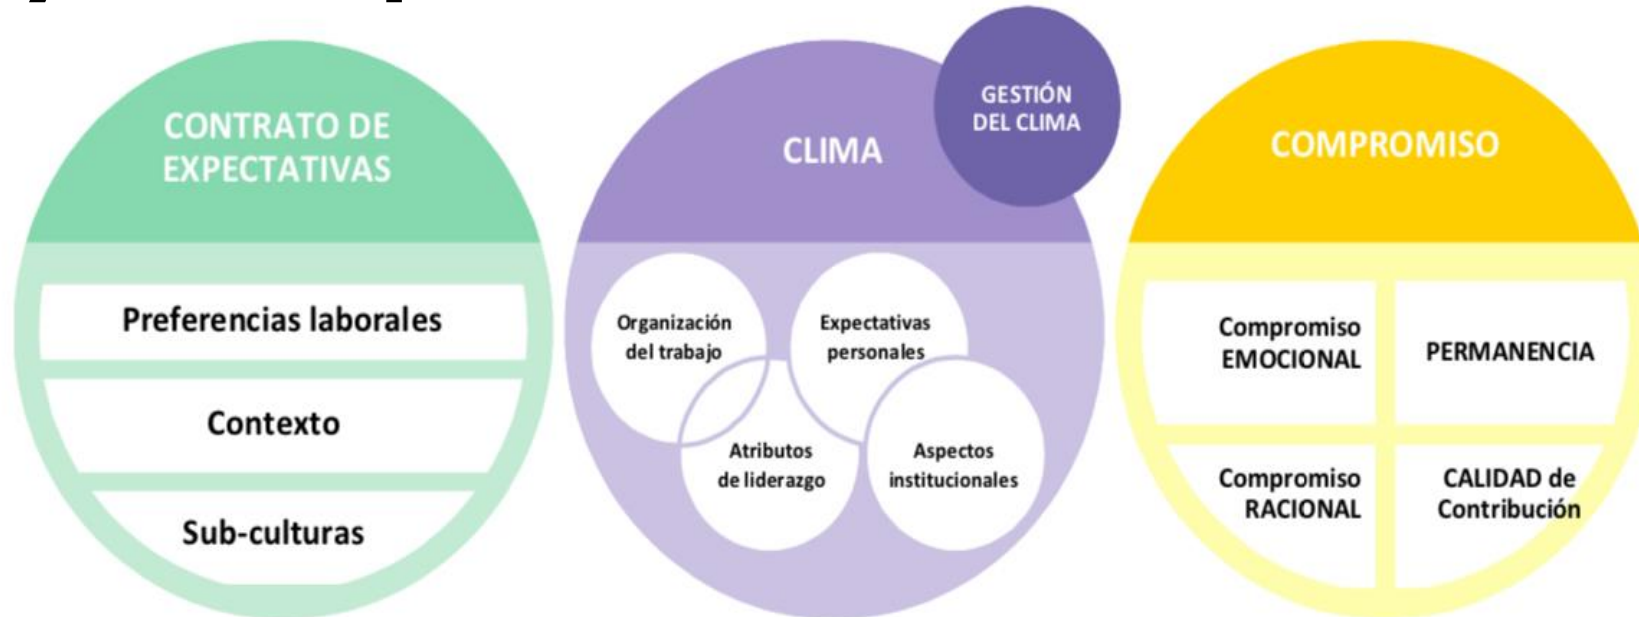 CONTRATO DE
EXPECTATIVAS
Preferencias laborales
Contexto
Sub-culturas
CLIMA
GESTIÓN
DEL CLIMA
Organización
del trabajo
Expectativas
personales
Atributos
de liderazgo
Aspectos
institucionales
COMPROMISO
Compromiso
EMOCIONAL
PERMANENCIA
Compromiso
RACIONAL
CALIDAD de
Contribución